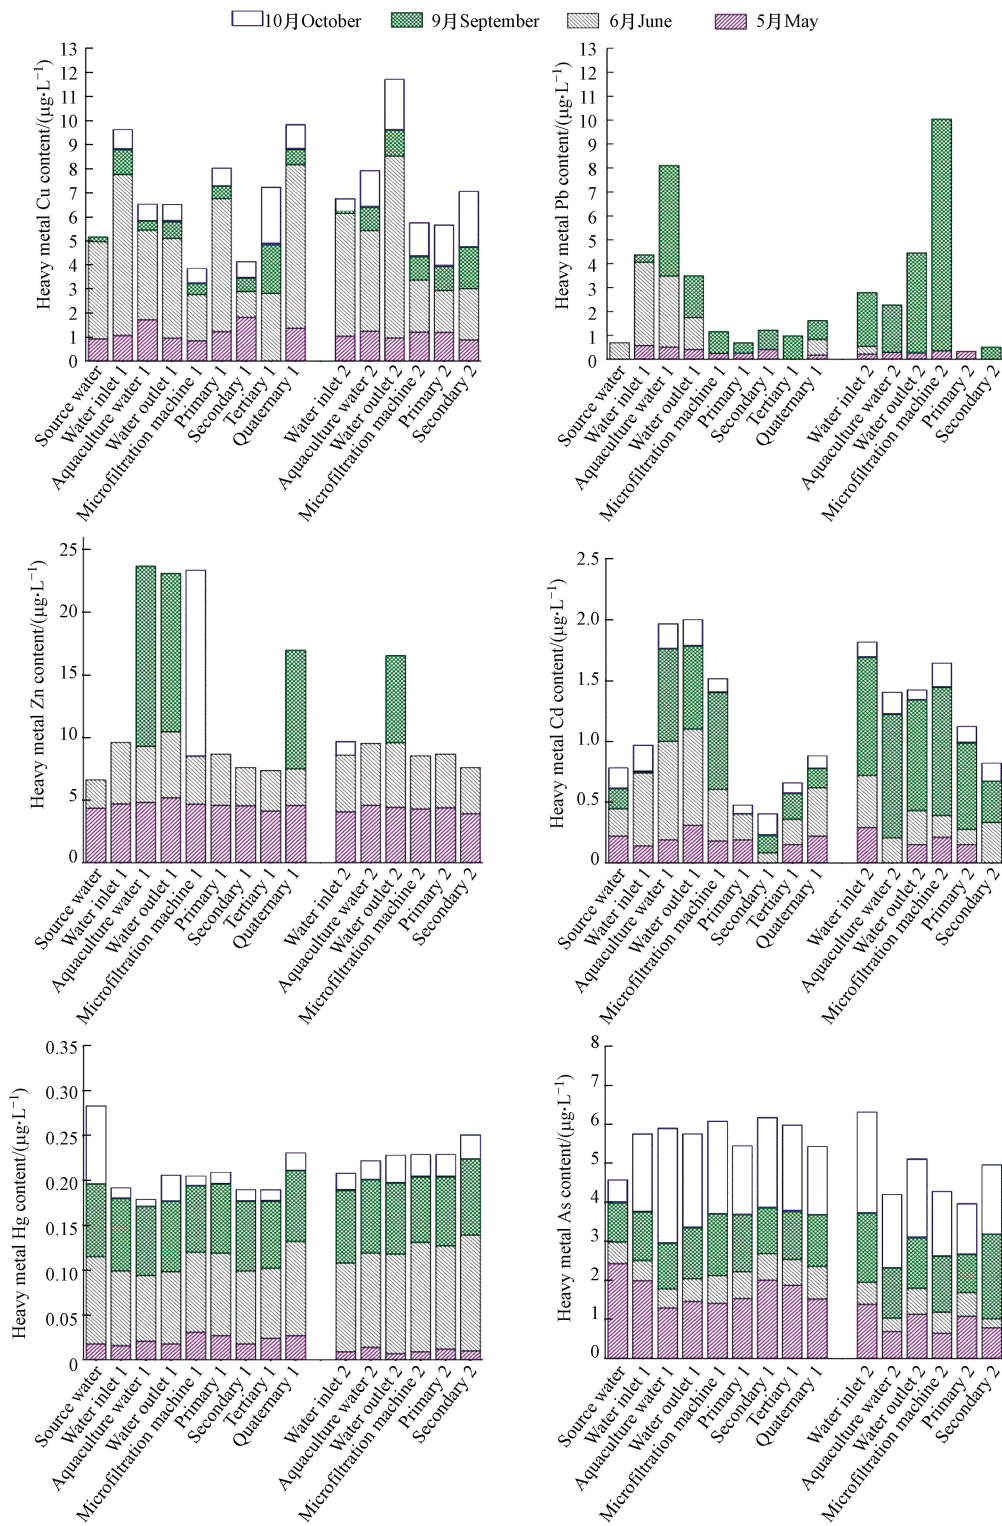 10月October 9月September 6月June 5月May
Heavy metal Cu content/(μg·L⁻¹)
13
12
11
10
9
8
7
6
5
4
3
2
1
0
Source water
Water inlet 1
Aquaculture water 1
Water outlet 1
Microfiltration machine 1
Primary 1
Secondary 1
Tertiary 1
Quaternary 1
Water inlet 2
Aquaculture water 2
Water outlet 2
Microfiltration machine 2
Primary 2
Secondary 2
Heavy metal Pb content/(μg·L⁻¹)
13
12
11
10
9
8
7
6
5
4
3
2
1
0
Source water
Water inlet 1
Aquaculture water 1
Water outlet 1
Microfiltration machine 1
Primary 1
Secondary 1
Tertiary 1
Quaternary 1
Water inlet 2
Aquaculture water 2
Water outlet 2
Microfiltration machine 2
Primary 2
Secondary 2
Heavy metal Zn content/(μg·L⁻¹)
25
20
15
10
5
0
Source water
Water inlet 1
Aquaculture water 1
Water outlet 1
Microfiltration machine 1
Primary 1
Secondary 1
Tertiary 1
Quaternary 1
Water inlet 2
Aquaculture water 2
Water outlet 2
Microfiltration machine 2
Primary 2
Secondary 2
Heavy metal Cd content/(μg·L⁻¹)
2.5
2.0
1.5
1.0
0.5
0
Source water
Water inlet 1
Aquaculture water 1
Water outlet 1
Microfiltration machine 1
Primary 1
Secondary 1
Tertiary 1
Quaternary 1
Water inlet 2
Aquaculture water 2
Water outlet 2
Microfiltration machine 2
Primary 2
Secondary 2
Heavy metal Hg content/(μg·L⁻¹)
0.35
0.30
0.25
0.20
0.15
0.10
0.05
0
Source water
Water inlet 1
Aquaculture water 1
Water outlet 1
Microfiltration machine 1
Primary 1
Secondary 1
Tertiary 1
Quaternary 1
Water inlet 2
Aquaculture water 2
Water outlet 2
Microfiltration machine 2
Primary 2
Secondary 2
Heavy metal As content/(μg·L⁻¹)
8
7
6
5
4
3
2
1
0
Source water
Water inlet 1
Aquaculture water 1
Water outlet 1
Microfiltration machine 1
Primary 1
Secondary 1
Tertiary 1
Quaternary 1
Water inlet 2
Aquaculture water 2
Water outlet 2
Microfiltration machine 2
Primary 2
Secondary 2